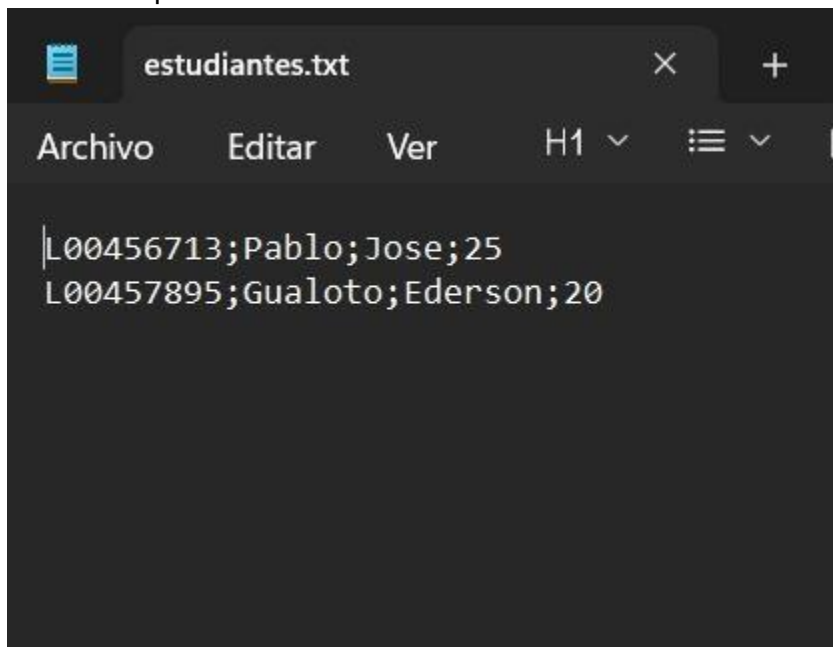 estudiantes.txt
Archivo Editar Ver H1
L00456713;Pablo;Jose;25
L00457895;Gualoto;Ederson;20